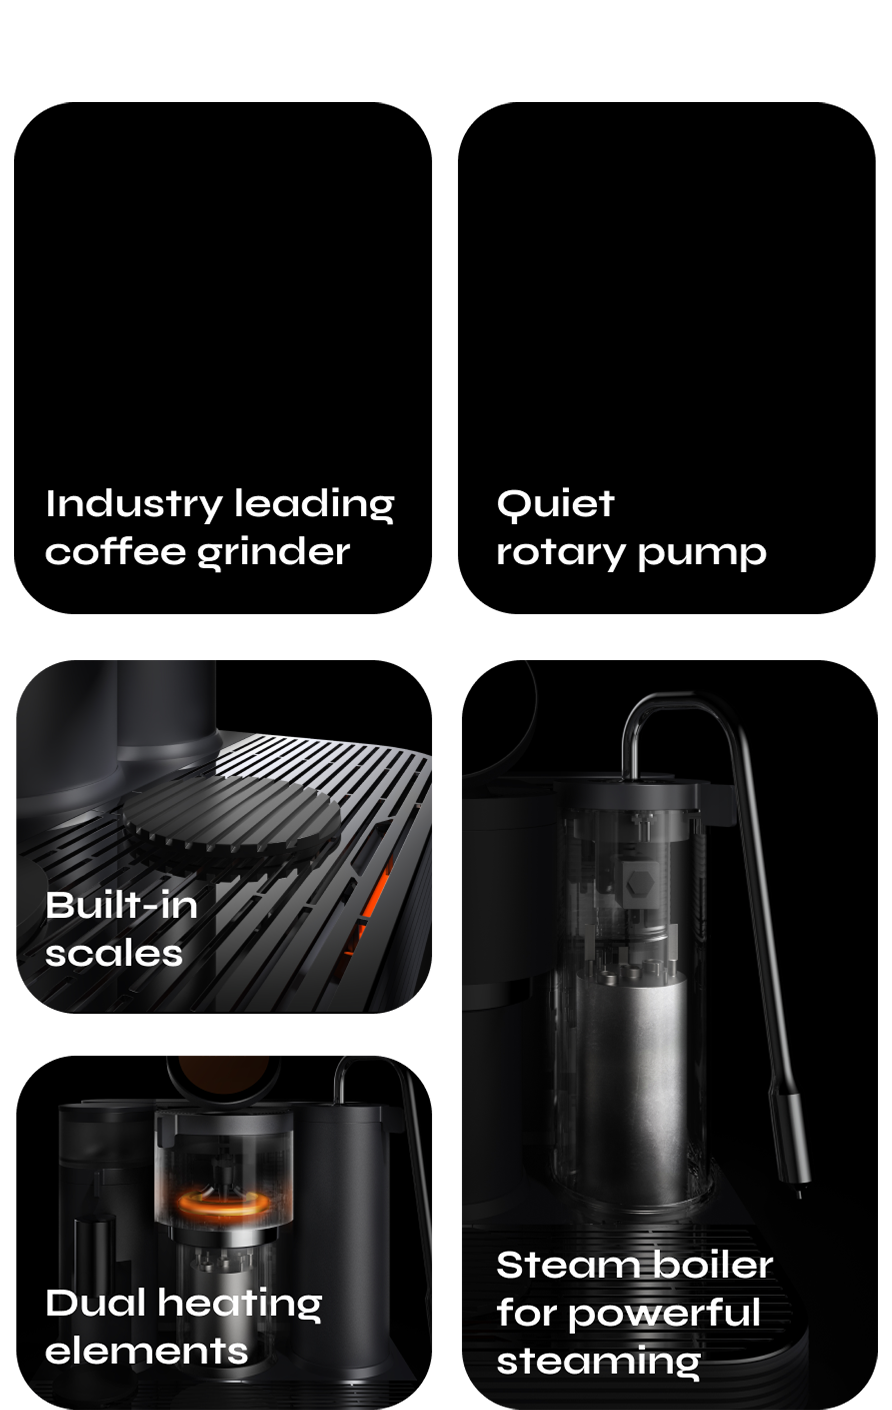 Industry leading
coffee grinder
Quiet
rotary pump
Built-in
scales
Dual heating
elements
Steam boiler
for powerful
steaming